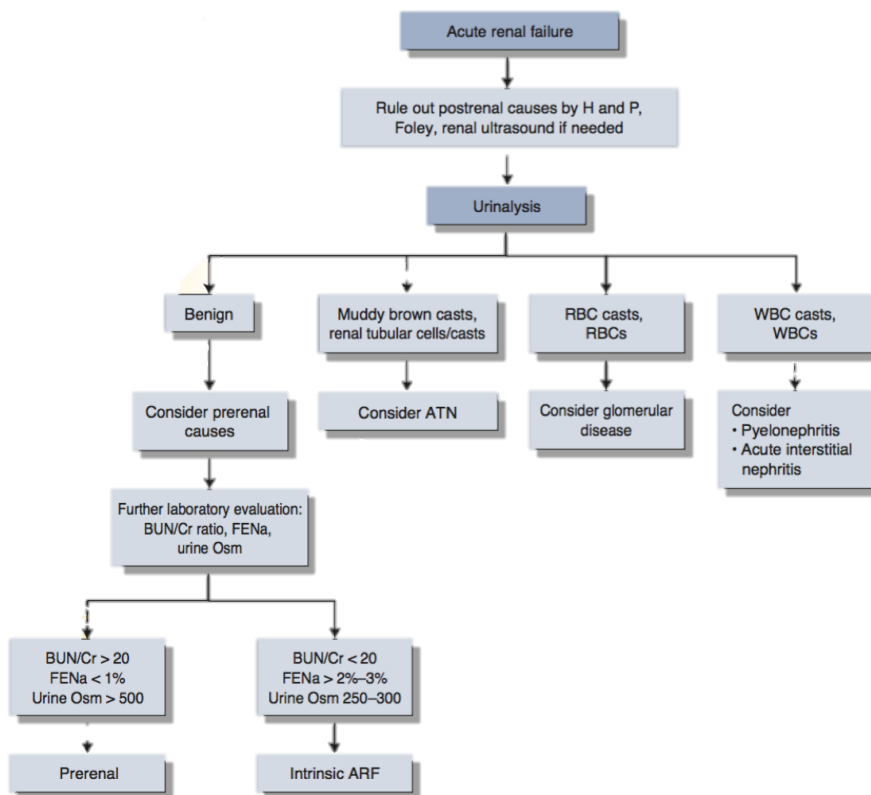 Acute renal failure
Rule out postrenal causes by H and P,
Foley, renal ultrasound if needed
Urinalysis
Benign
Muddy brown casts,
renal tubular cells/casts
RBC casts,
RBCs
WBC casts,
WBCs
Consider prerenal
causes
Consider ATN
Consider glomerular
disease
Consider
• Pyelonephritis
• Acute interstitial
nephritis
Further laboratory evaluation:
BUN/Cr ratio, FENa,
urine Osm
BUN/Cr > 20
FENa < 1%
Urine Osm > 500
BUN/Cr < 20
FENa > 2%–3%
Urine Osm 250–300
Prerenal
Intrinsic ARF